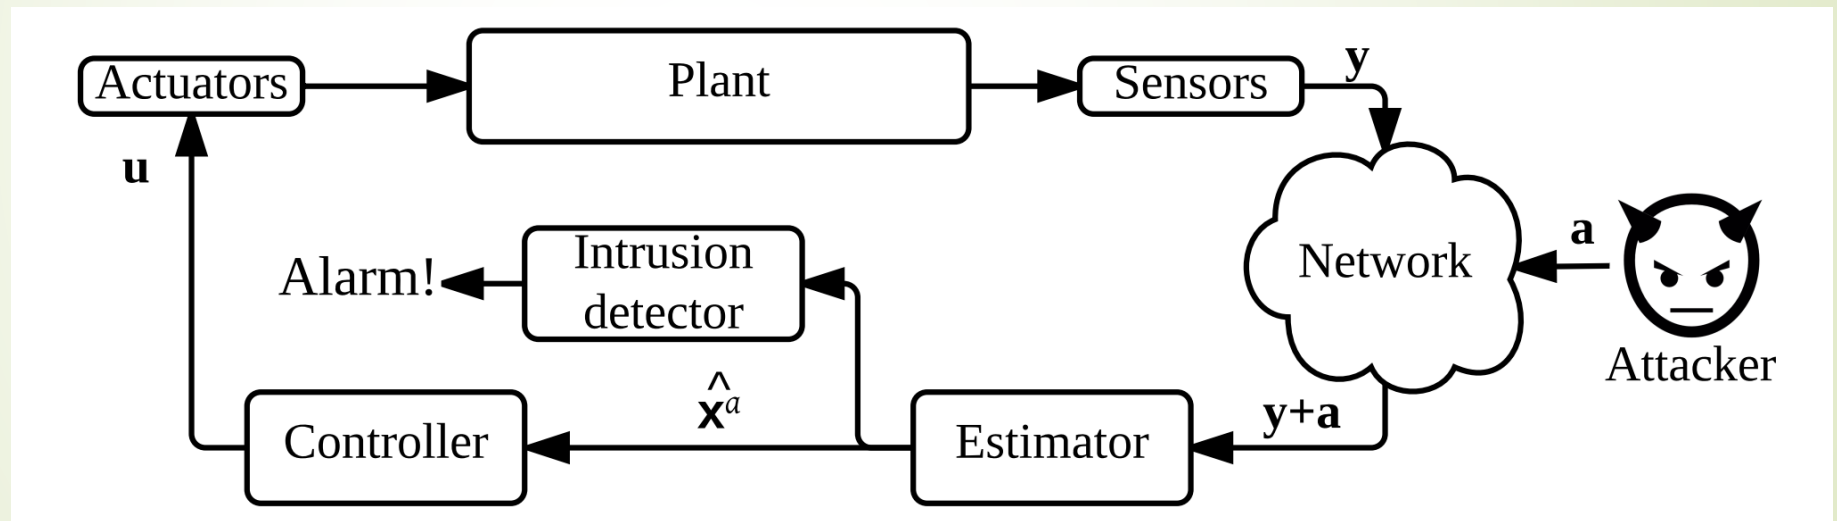 Actuators
Plant
Sensors
y
u
Network
a
Attacker
Alarm!
Intrusion
detector
x̂ᵃ
y+a
Controller
Estimator